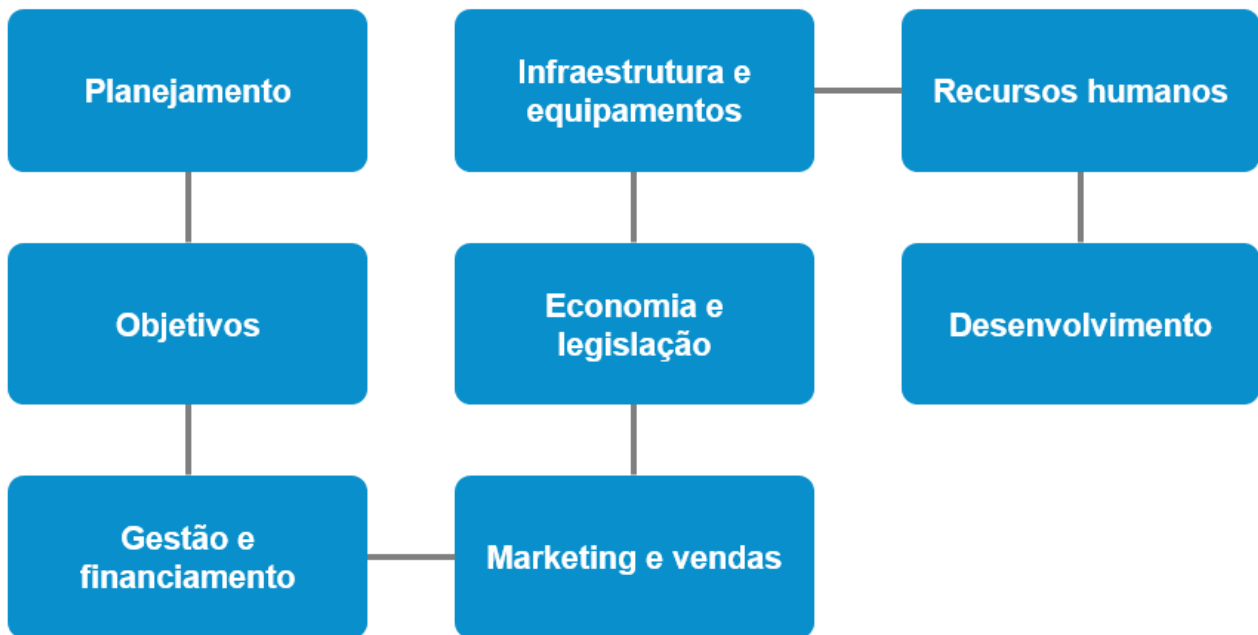 Planejamento
Objetivos
Gestão e
financiamento
Marketing e vendas
Economia e
legislação
Infraestrutura e
equipamentos
Recursos humanos
Desenvolvimento